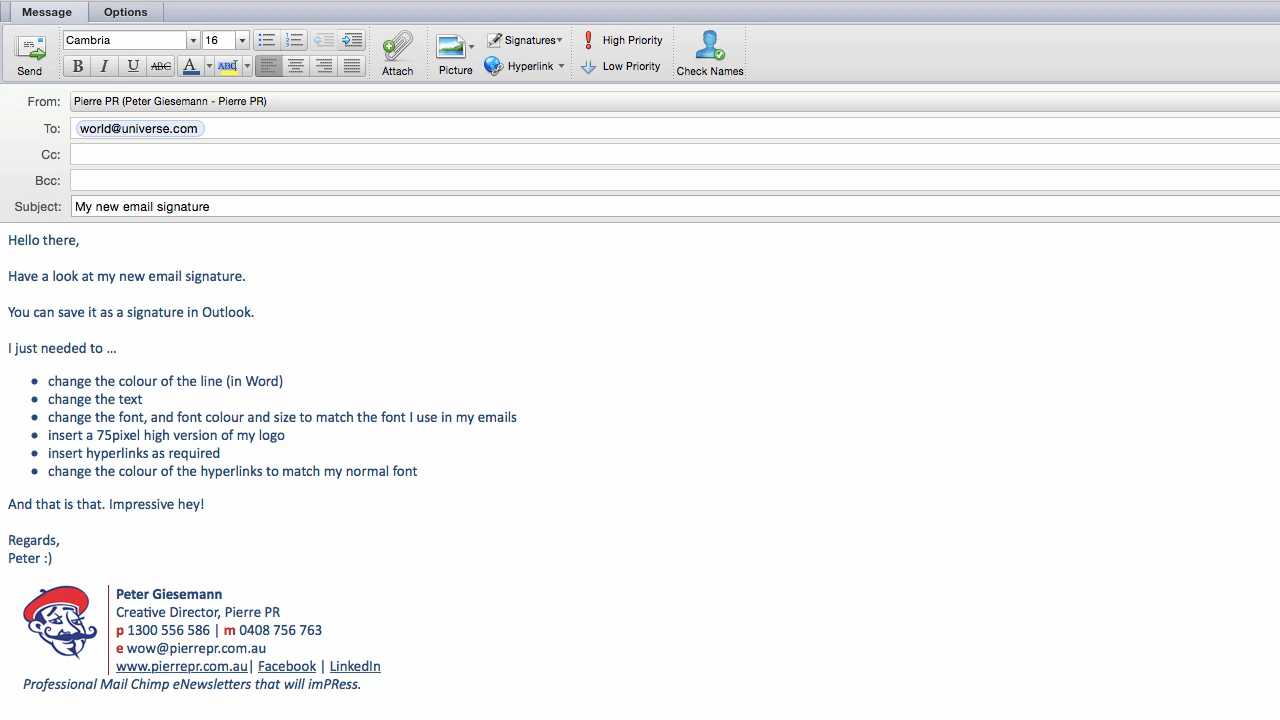 Message Options
Cambria 16 Signatures High Priority
Send B I U ABC A ABC Attach Picture Hyperlink Low Priority Check Names
From: Pierre PR (Peter Giesemann - Pierre PR)
To: world@universe.com
Cc:
Bcc:
Subject: My new email signature
Hello there,
Have a look at my new email signature.
You can save it as a signature in Outlook.
I just needed to ...
• change the colour of the line (in Word)
• change the text
• change the font, and font colour and size to match the font I use in my emails
• insert a 75pixel high version of my logo
• insert hyperlinks as required
• change the colour of the hyperlinks to match my normal font
And that is that. Impressive hey!
Regards,
Peter :)
Peter Giesemann
Creative Director, Pierre PR
p 1300 556 586 | m 0408 756 763
e wow@pierrepr.com.au
www.pierrepr.com.au| Facebook | LinkedIn
Professional Mail Chimp eNewsletters that will imPRess.